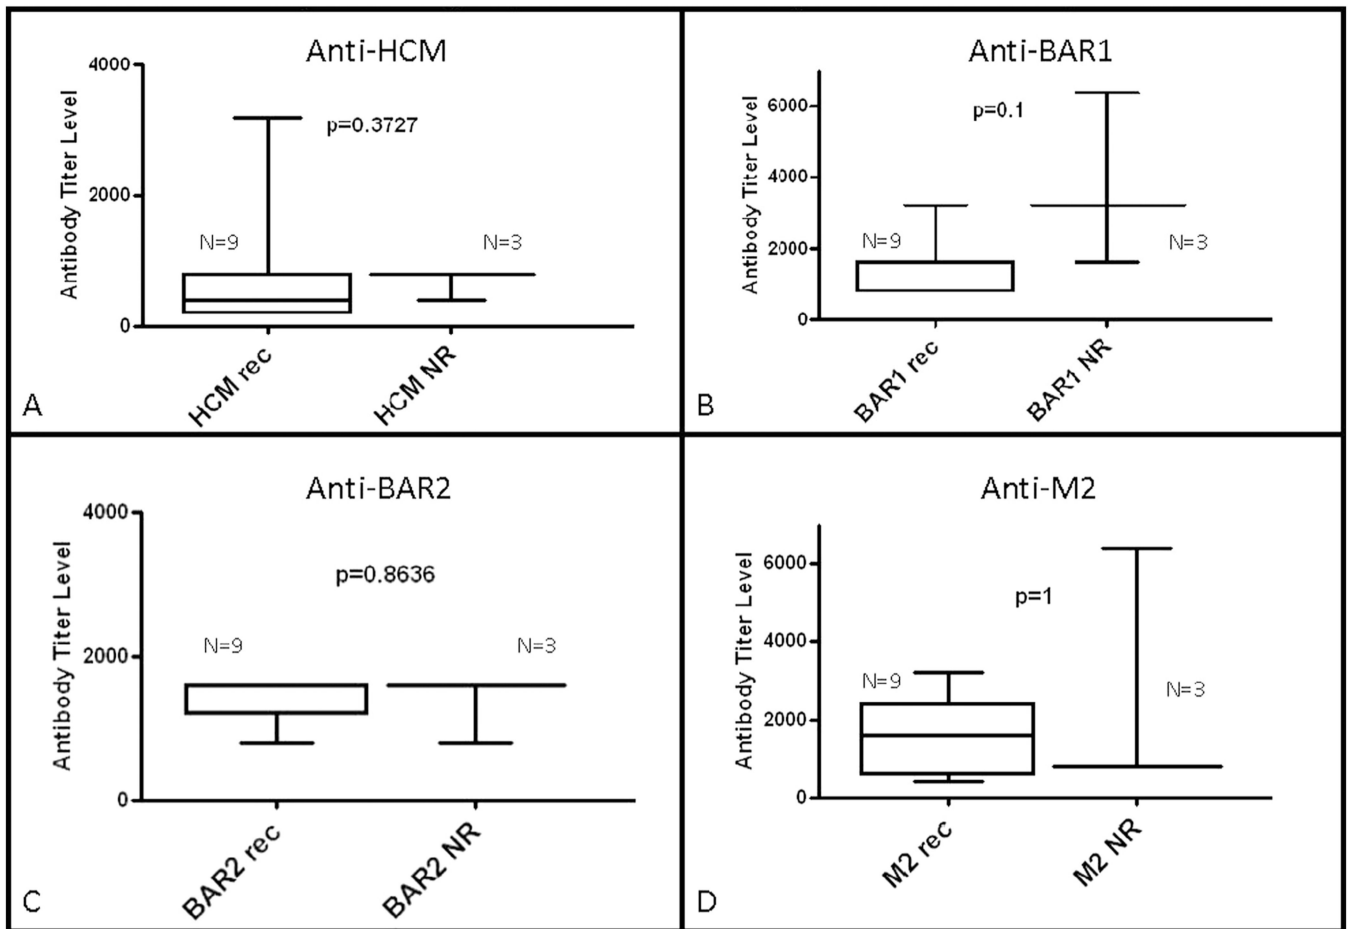 Anti-HCM
Antibody Titer Level
4000
2000
0
p=0.3727
N=9
N=3
HCM rec
HCM NR
A
Anti-BAR1
Antibody Titer Level
6000
4000
2000
0
p=0.1
N=9
N=3
BAR1 rec
BAR1 NR
B
Anti-BAR2
Antibody Titer Level
4000
2000
0
p=0.8636
N=9
N=3
BAR2 rec
BAR2 NR
C
Anti-M2
Antibody Titer Level
6000
4000
2000
0
p=1
N=9
N=3
M2 rec
M2 NR
D